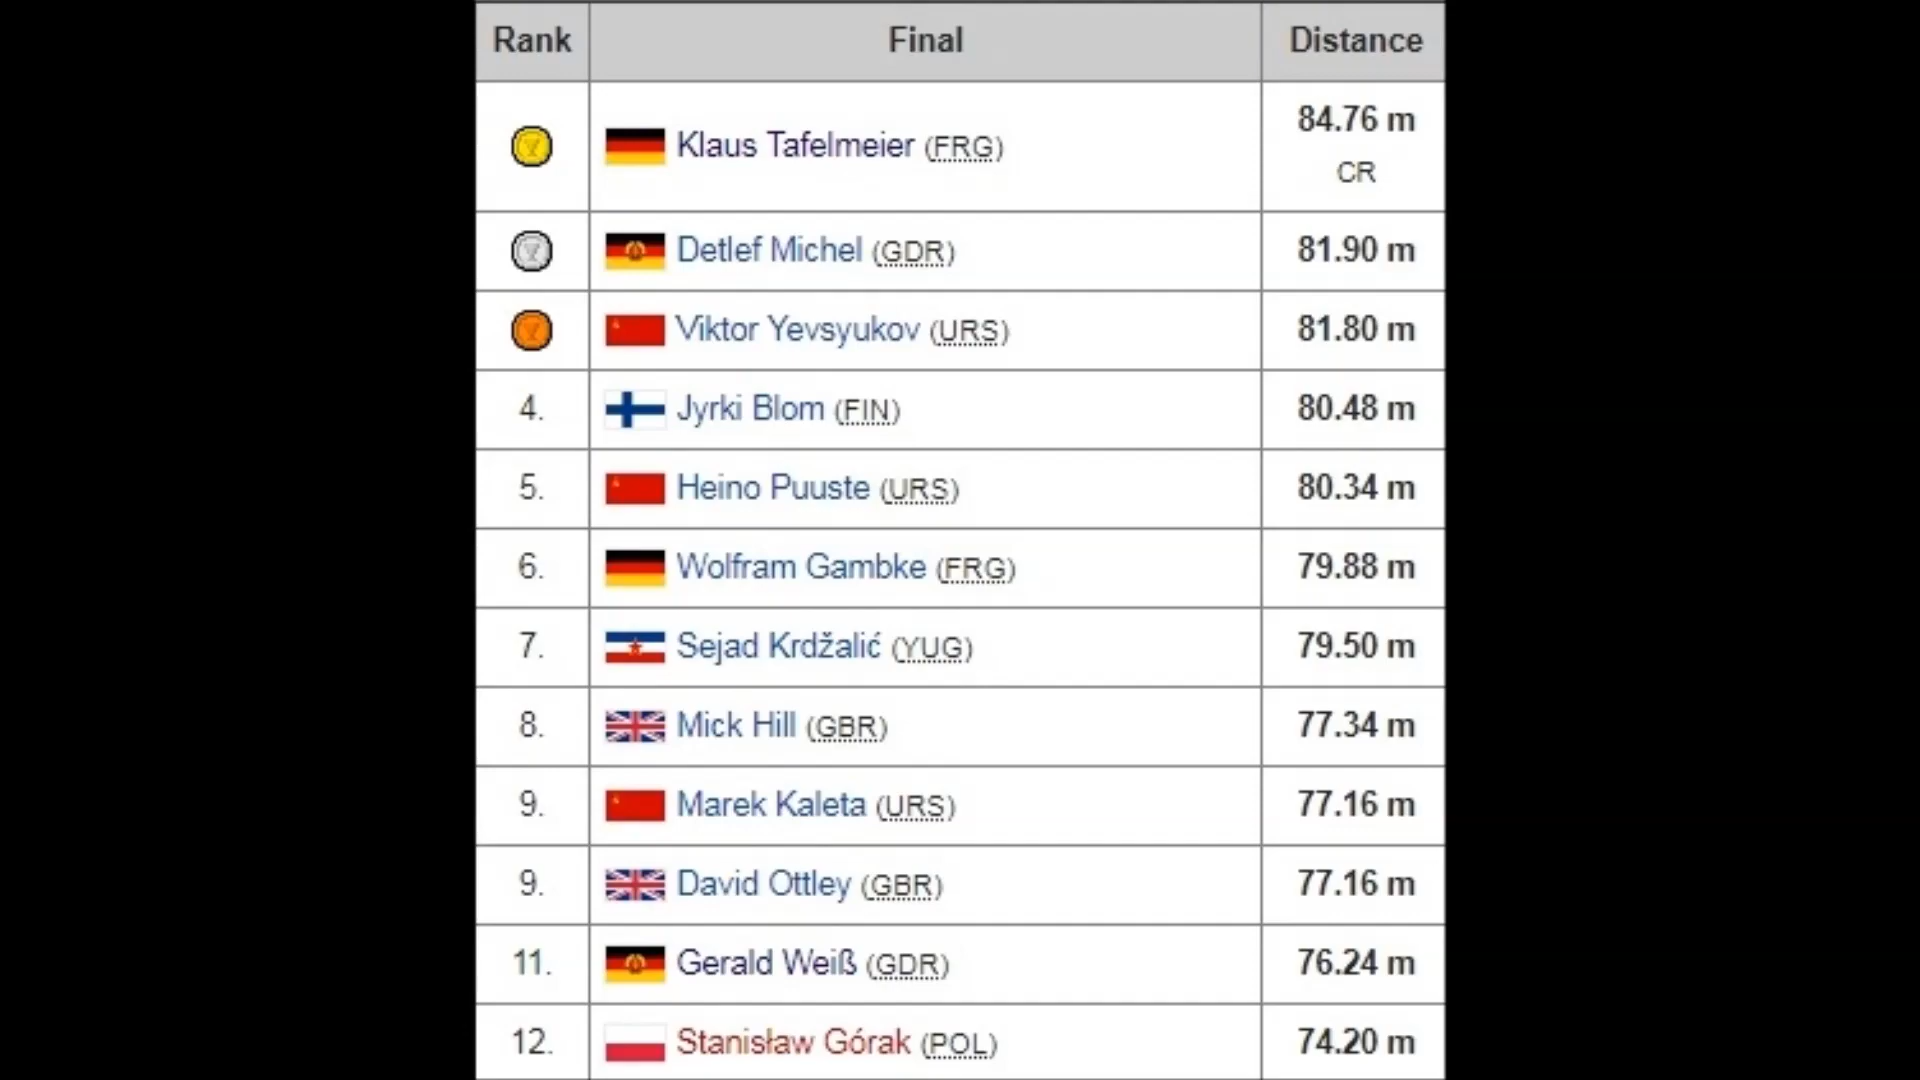 Rank Final Distance
Klaus Tafelmeier (FRG) 84.76 m
CR
Detlef Michel (GDR) 81.90 m
Viktor Yevsyukov (URS) 81.80 m
4. Jyrki Blom (FIN) 80.48 m
5. Heino Puuste (URS) 80.34 m
6. Wolfram Gambke (FRG) 79.88 m
7. Sejad Krdžalić (YUG) 79.50 m
8. Mick Hill (GBR) 77.34 m
9. Marek Kaleta (URS) 77.16 m
9. David Ottley (GBR) 77.16 m
11. Gerald Weiß (GDR) 76.24 m
12. Stanisław Górak (POL) 74.20 m